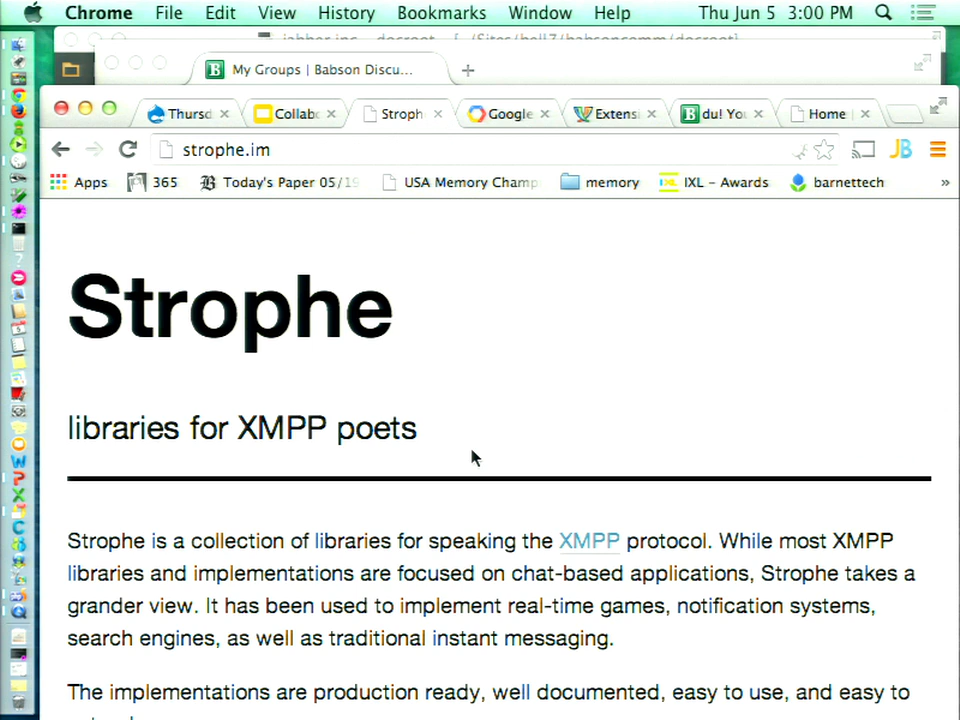 Chrome File Edit View History Bookmarks Window Help Thu Jun 5 3:00 PM
My Groups | Babson Discu...
Thursd Collab Stroph Google Extensi du! You Home
strophe.im
Apps 365 Today's Paper 05/19 USA Memory Champ memory IXL – Awards barnettech »
Strophe
libraries for XMPP poets
Strophe is a collection of libraries for speaking the XMPP protocol. While most XMPP
libraries and implementations are focused on chat-based applications, Strophe takes a
grander view. It has been used to implement real-time games, notification systems,
search engines, as well as traditional instant messaging.
The implementations are production ready, well documented, easy to use, and easy to